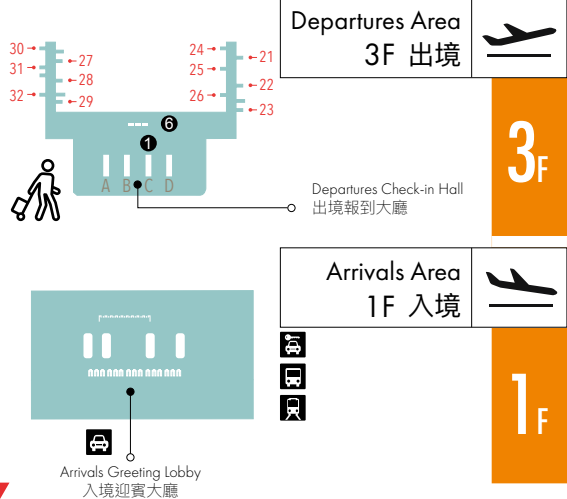 Departures Area
3F 出境
3F
30
31
32
27
28
29
24
25
26
21
22
23
6
1
A B C D
Departures Check-in Hall
出境報到大廳
Arrivals Area
1F 入境
1F
Arrivals Greeting Lobby
入境迎賓大廳